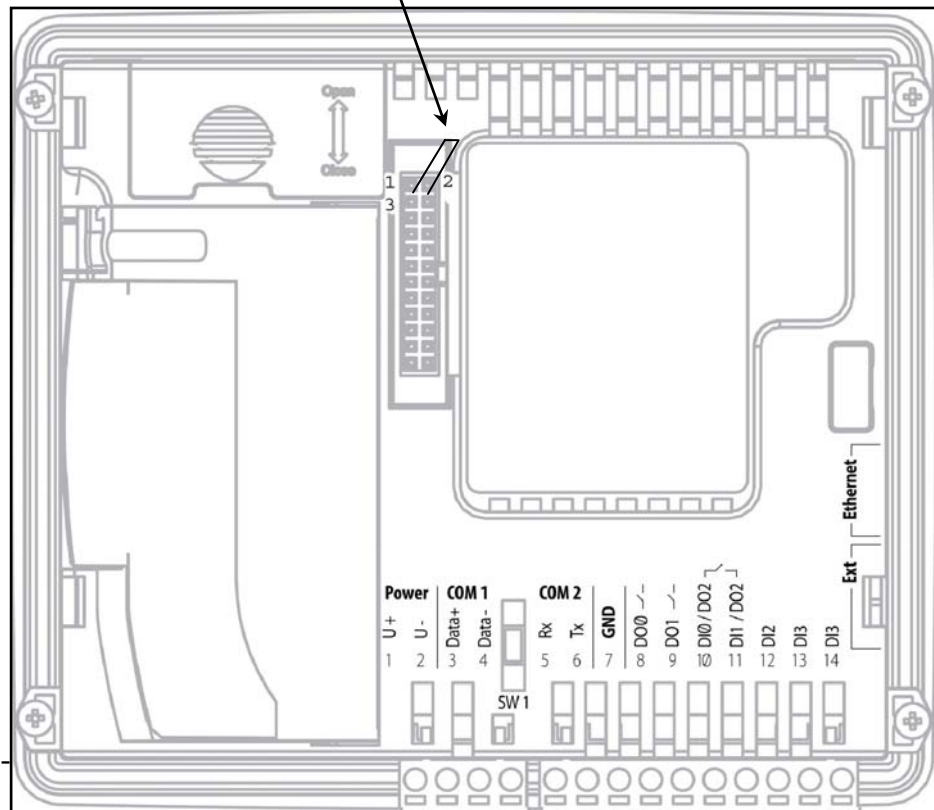 Open
Close
1
2
3
Ethernet
Ext
Power
COM 1
COM 2
U +
U -
Data+
Data-
Rx
Tx
GND
DO0
DO1
DI0 / DO2
DI1 / DO2
DI2
DI3
DI3
1
2
3
4
5
6
7
8
9
10
11
12
13
14
SW 1